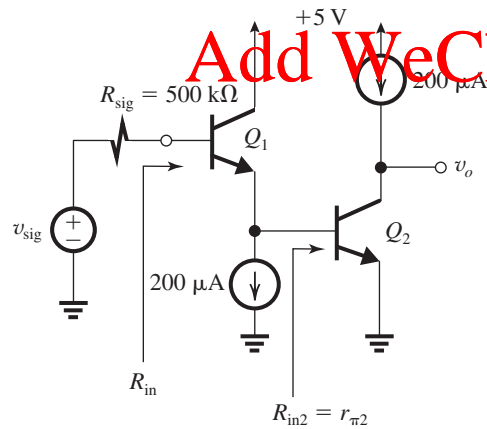 +5 V
Add WeC
200 µA
R_sig = 500 kΩ
Q_1
v_o
+
v_sig
−
Q_2
200 µA
R_in
R_in2 = r_π2